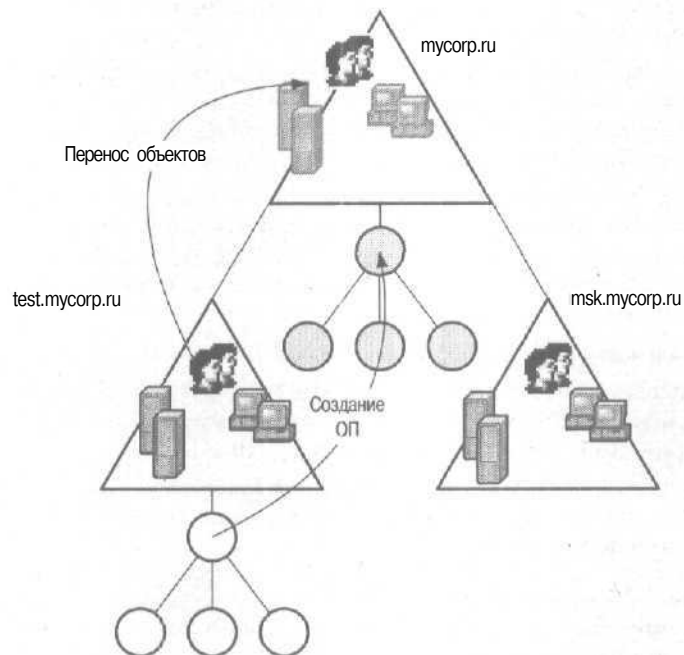 mycorp.ru
Перенос объектов
test.mycorp.ru
msk.mycorp.ru
Создание
ОП